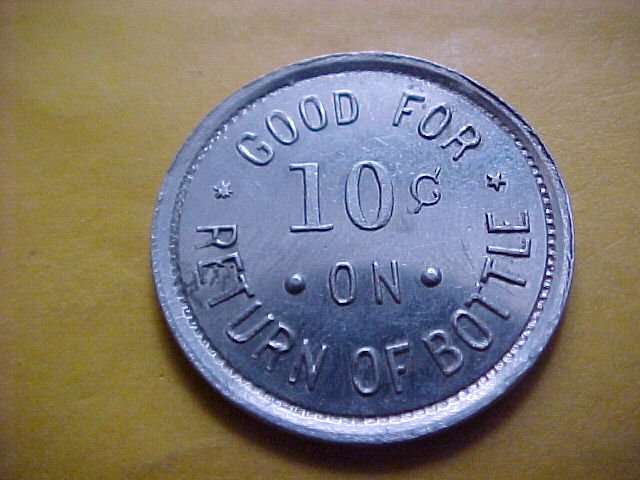 GOOD FOR
10¢
ON
RETURN OF BOTTLE